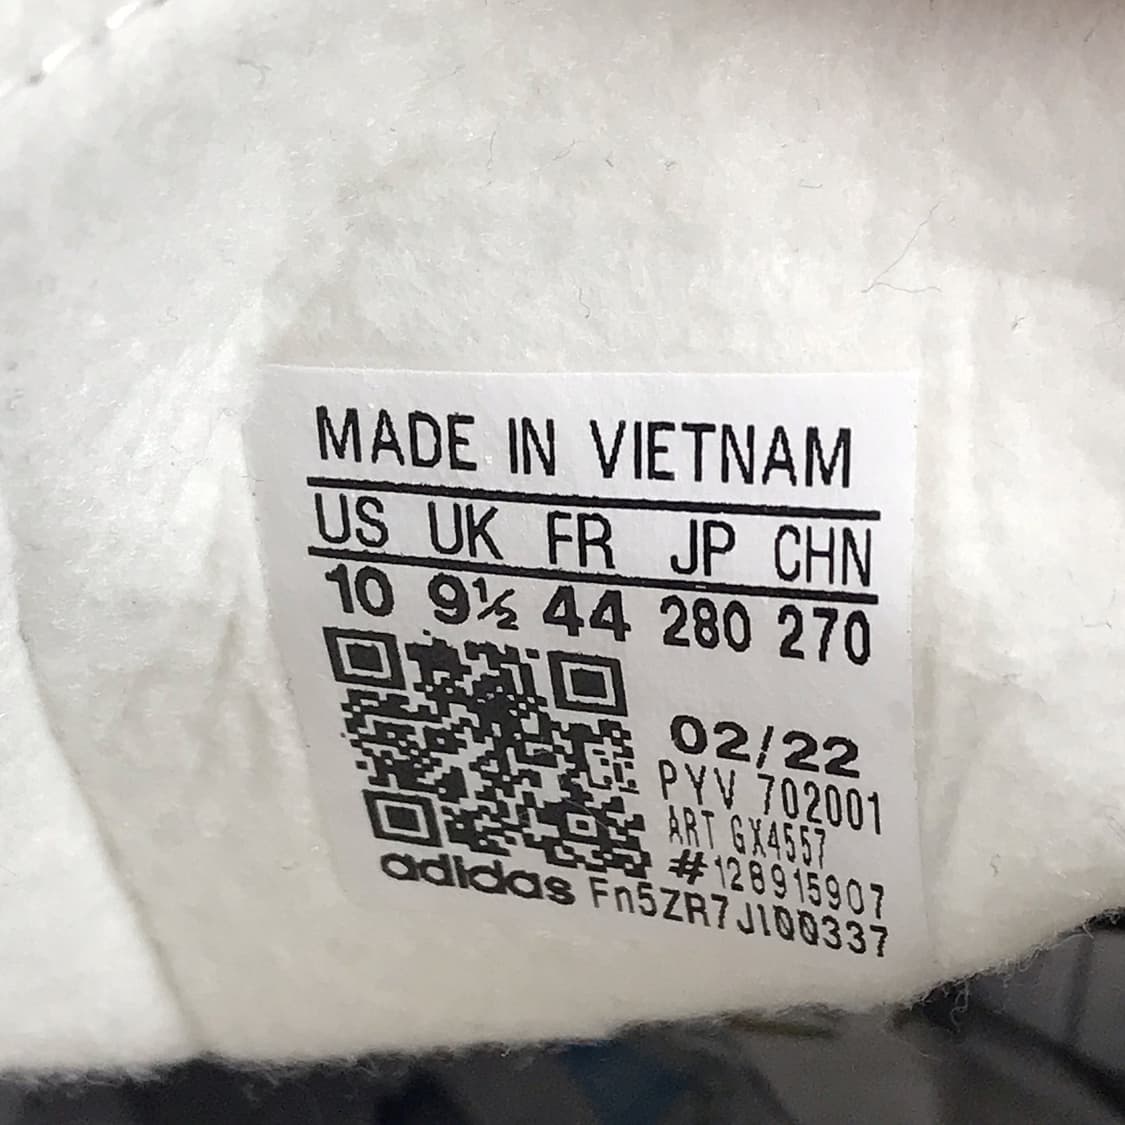 MADE IN VIETNAM
US UK FR JP CHN
10 9½ 44 280 270
02/22
PYV 702001
ART GX4557
#128915907
adidas Fn5ZR7J100337